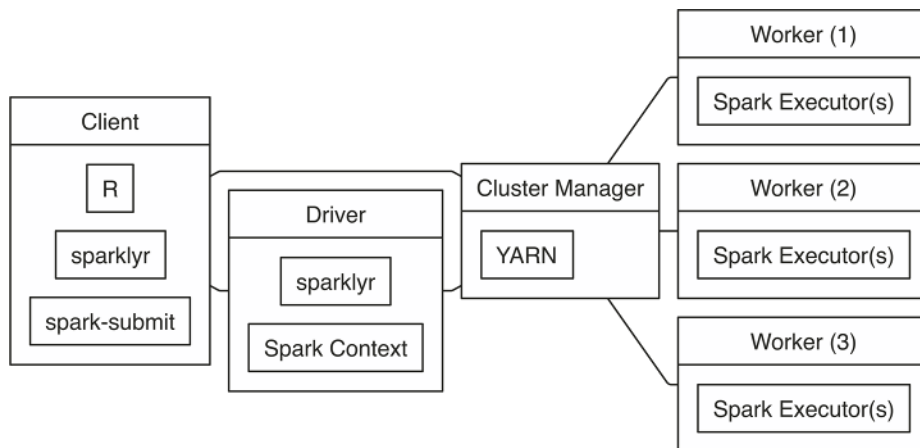 Client
R
sparklyr
spark-submit
Driver
sparklyr
Spark Context
Cluster Manager
YARN
Worker (1)
Spark Executor(s)
Worker (2)
Spark Executor(s)
Worker (3)
Spark Executor(s)